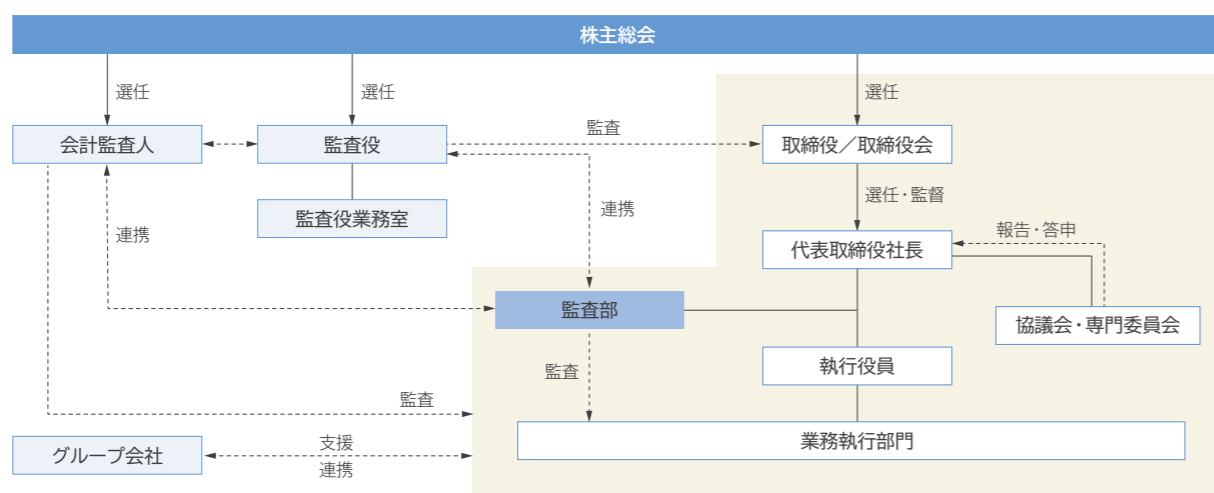 株主総会
選任
選任
選任
会計監査人
監査役
監査
取締役／取締役会
選任・監督
監査役業務室
連携
連携
報告・答申
代表取締役社長
監査部
協議会・専門委員会
監査
執行役員
監査
業務執行部門
グループ会社
支援
連携